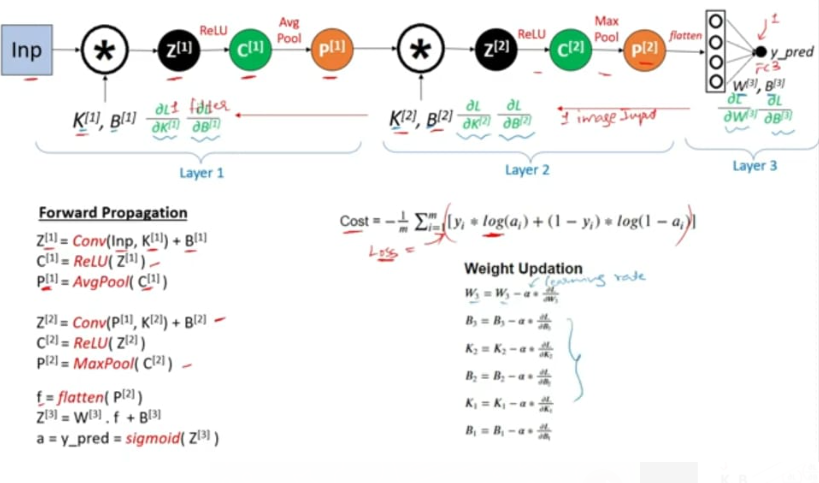 Inp * Z[1] ReLU C[1] Avg Pool P[1] * Z[2] ReLU C[2] Max Pool P[2] flatten y_pred
1
FC3
W[3], B[3]
K[1], B[1] ∂L/∂K[1] ∂L/∂B[1] K[2], B[2] ∂L/∂K[2] ∂L/∂B[2] ∂L/∂W[3] ∂L/∂B[3]
1 filter
1 image Input
Layer 1 Layer 2 Layer 3
Forward Propagation
Z[1] = Conv(Inp, K[1]) + B[1]
C[1] = ReLU( Z[1] )
P[1] = AvgPool( C[1] )
Z[2] = Conv(P[1], K[2]) + B[2]
C[2] = ReLU( Z[2] )
P[2] = MaxPool( C[2] )
f = flatten( P[2] )
Z[3] = W[3] . f + B[3]
a = y_pred = sigmoid( Z[3] )
Cost = -1/m Σ^m_{i=1} [y_i * log(a_i) + (1 − y_i) * log(1 − a_i)]
Loss =
Weight Updation
learning rate
W₃ = W₃ − α * ∂L/∂W₃
B₃ = B₃ − α * ∂L/∂B₃
K₂ = K₂ − α * ∂L/∂K₂
B₂ = B₂ − α * ∂L/∂B₂
K₁ = K₁ − α * ∂L/∂K₁
B₁ = B₁ − α * ∂L/∂B₁